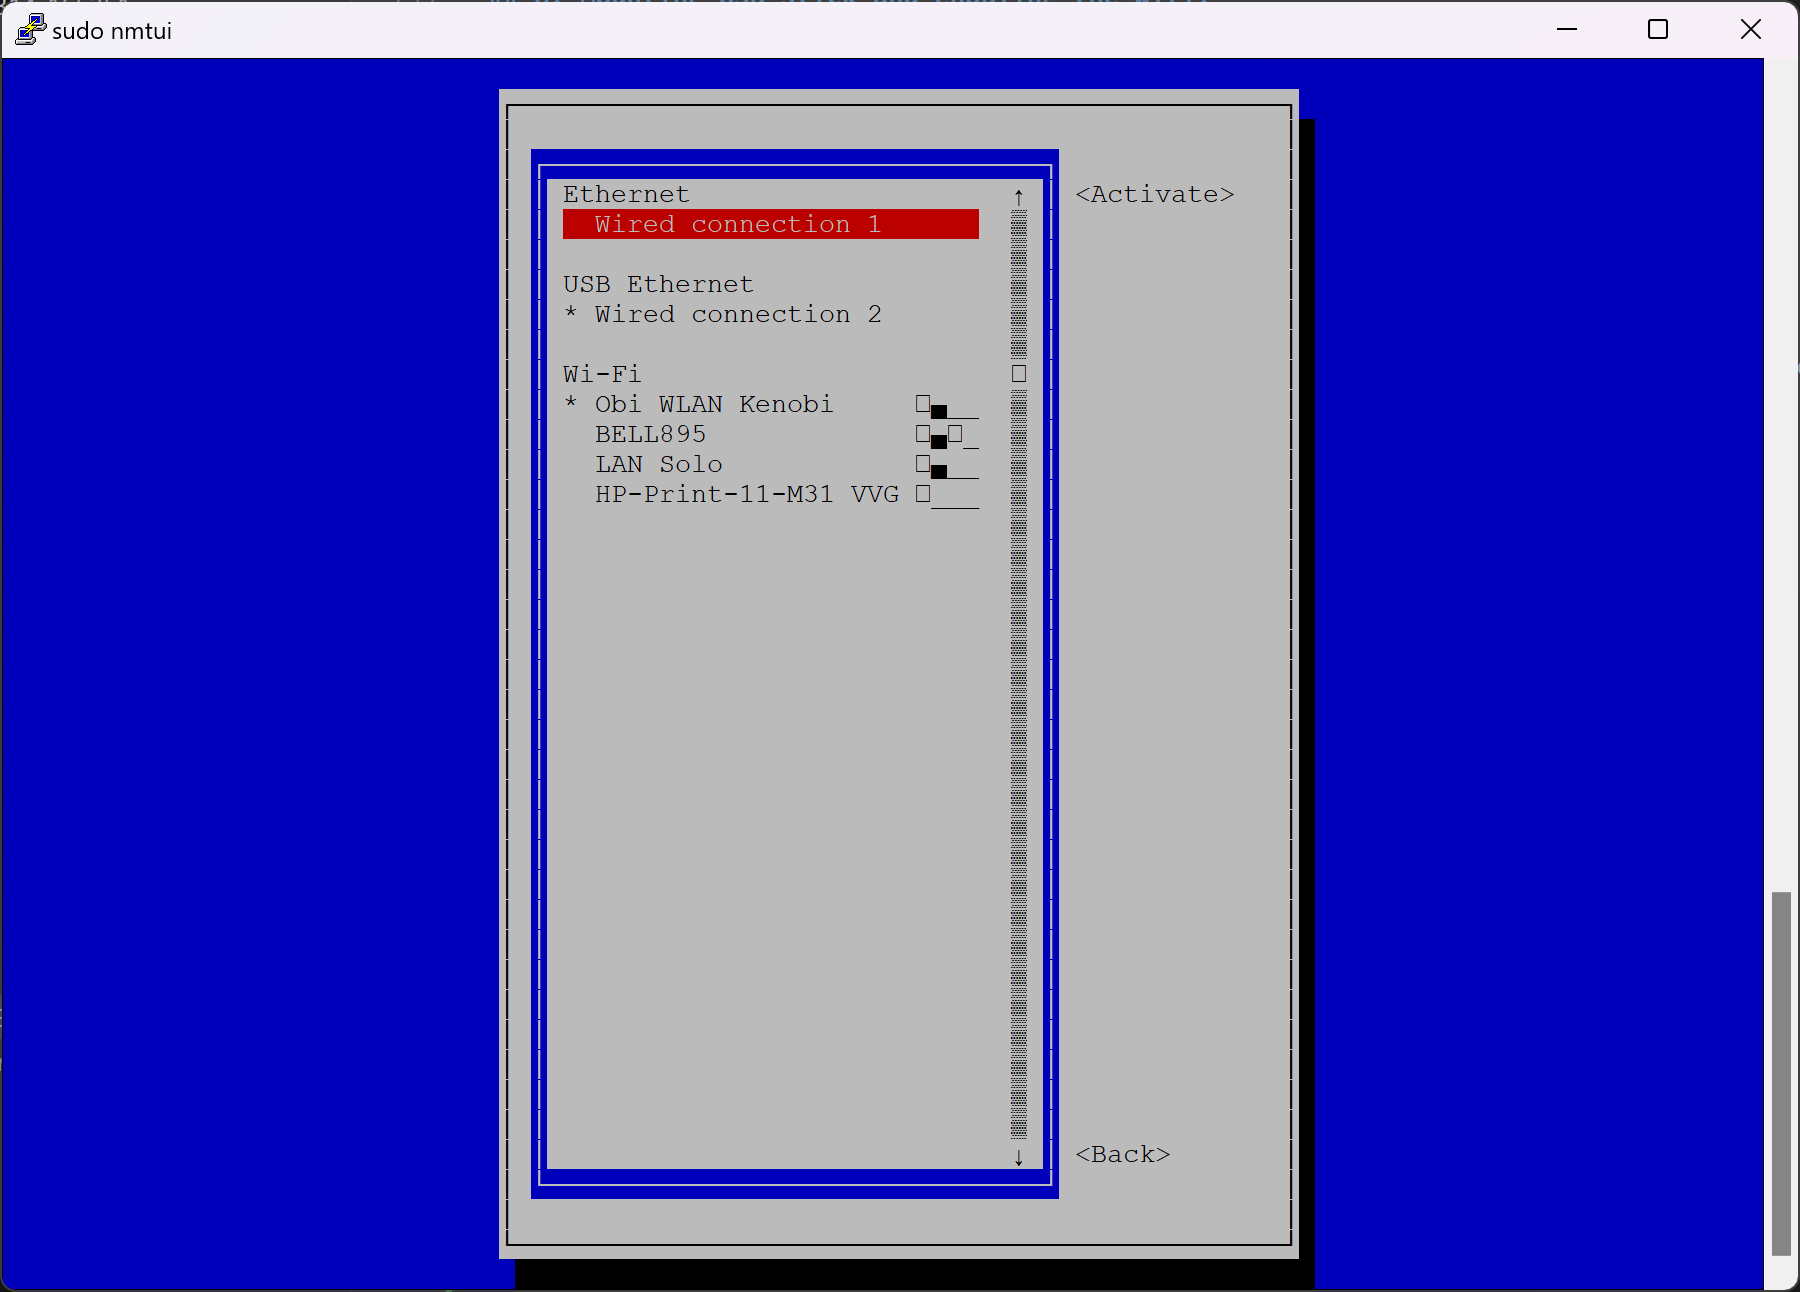 sudo nmtui
Ethernet
Wired connection 1
<Activate>
USB Ethernet
* Wired connection 2
Wi-Fi
* Obi WLAN Kenobi
BELL895
LAN Solo
HP-Print-11-M31 VVG
<Back>